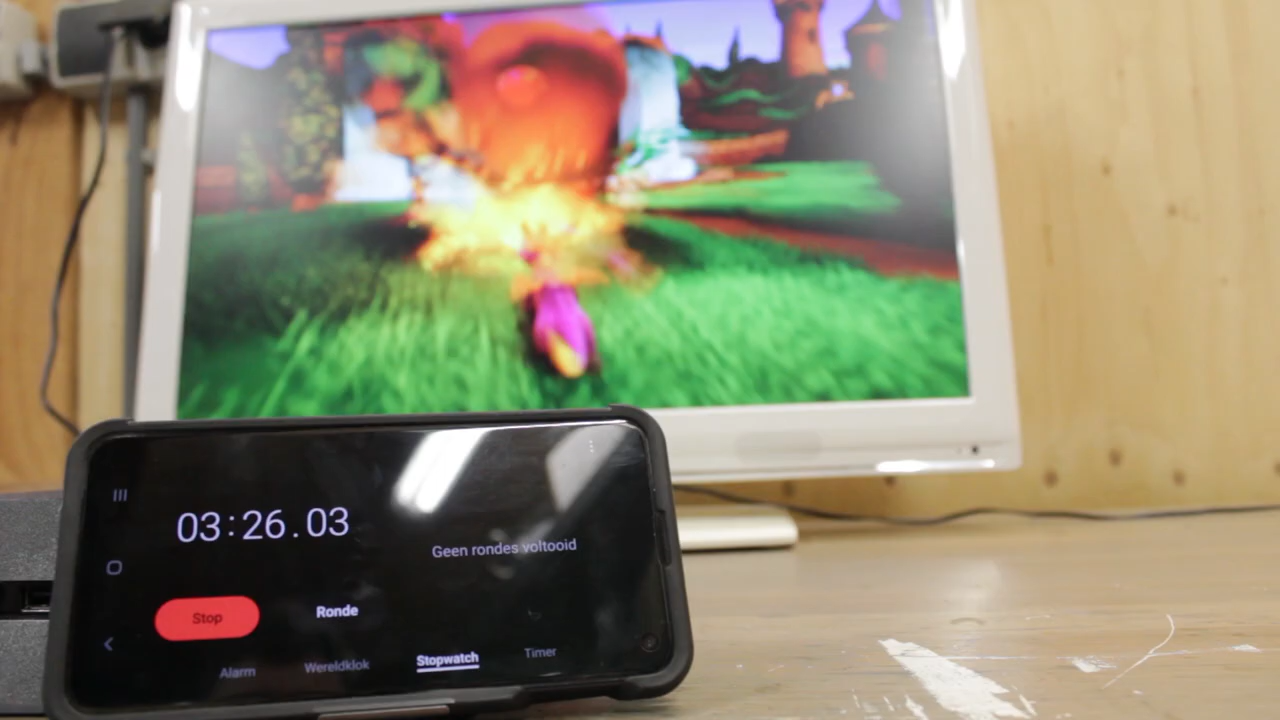 03:26.03
Geen rondes voltooid
Stop
Ronde
Alarm
Wereldklok
Stopwatch
Timer